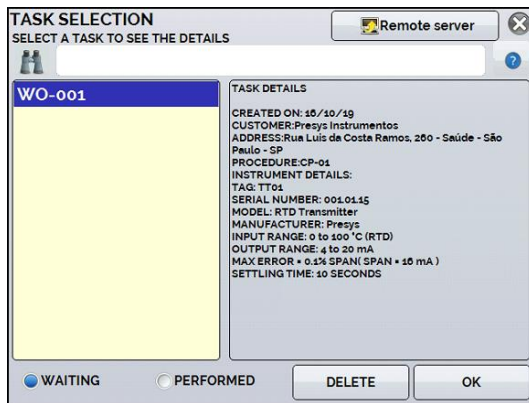 TASK SELECTION
SELECT A TASK TO SEE THE DETAILS
Remote server
?
WO-001
TASK DETAILS
CREATED ON: 16/10/19
CUSTOMER:Presys Instrumentos
ADDRESS:Rua Luis da Costa Ramos, 260 - Saúde - São
Paulo - SP
PROCEDURE:CP-01
INSTRUMENT DETAILS:
TAG: TT01
SERIAL NUMBER: 001.01.15
MODEL: RTD Transmitter
MANUFACTURER: Presys
INPUT RANGE: 0 to 100 °C (RTD)
OUTPUT RANGE: 4 to 20 mA
MAX ERROR = 0.1% SPAN( SPAN = 16 mA )
SETTLING TIME: 10 SECONDS
WAITING
PERFORMED
DELETE
OK